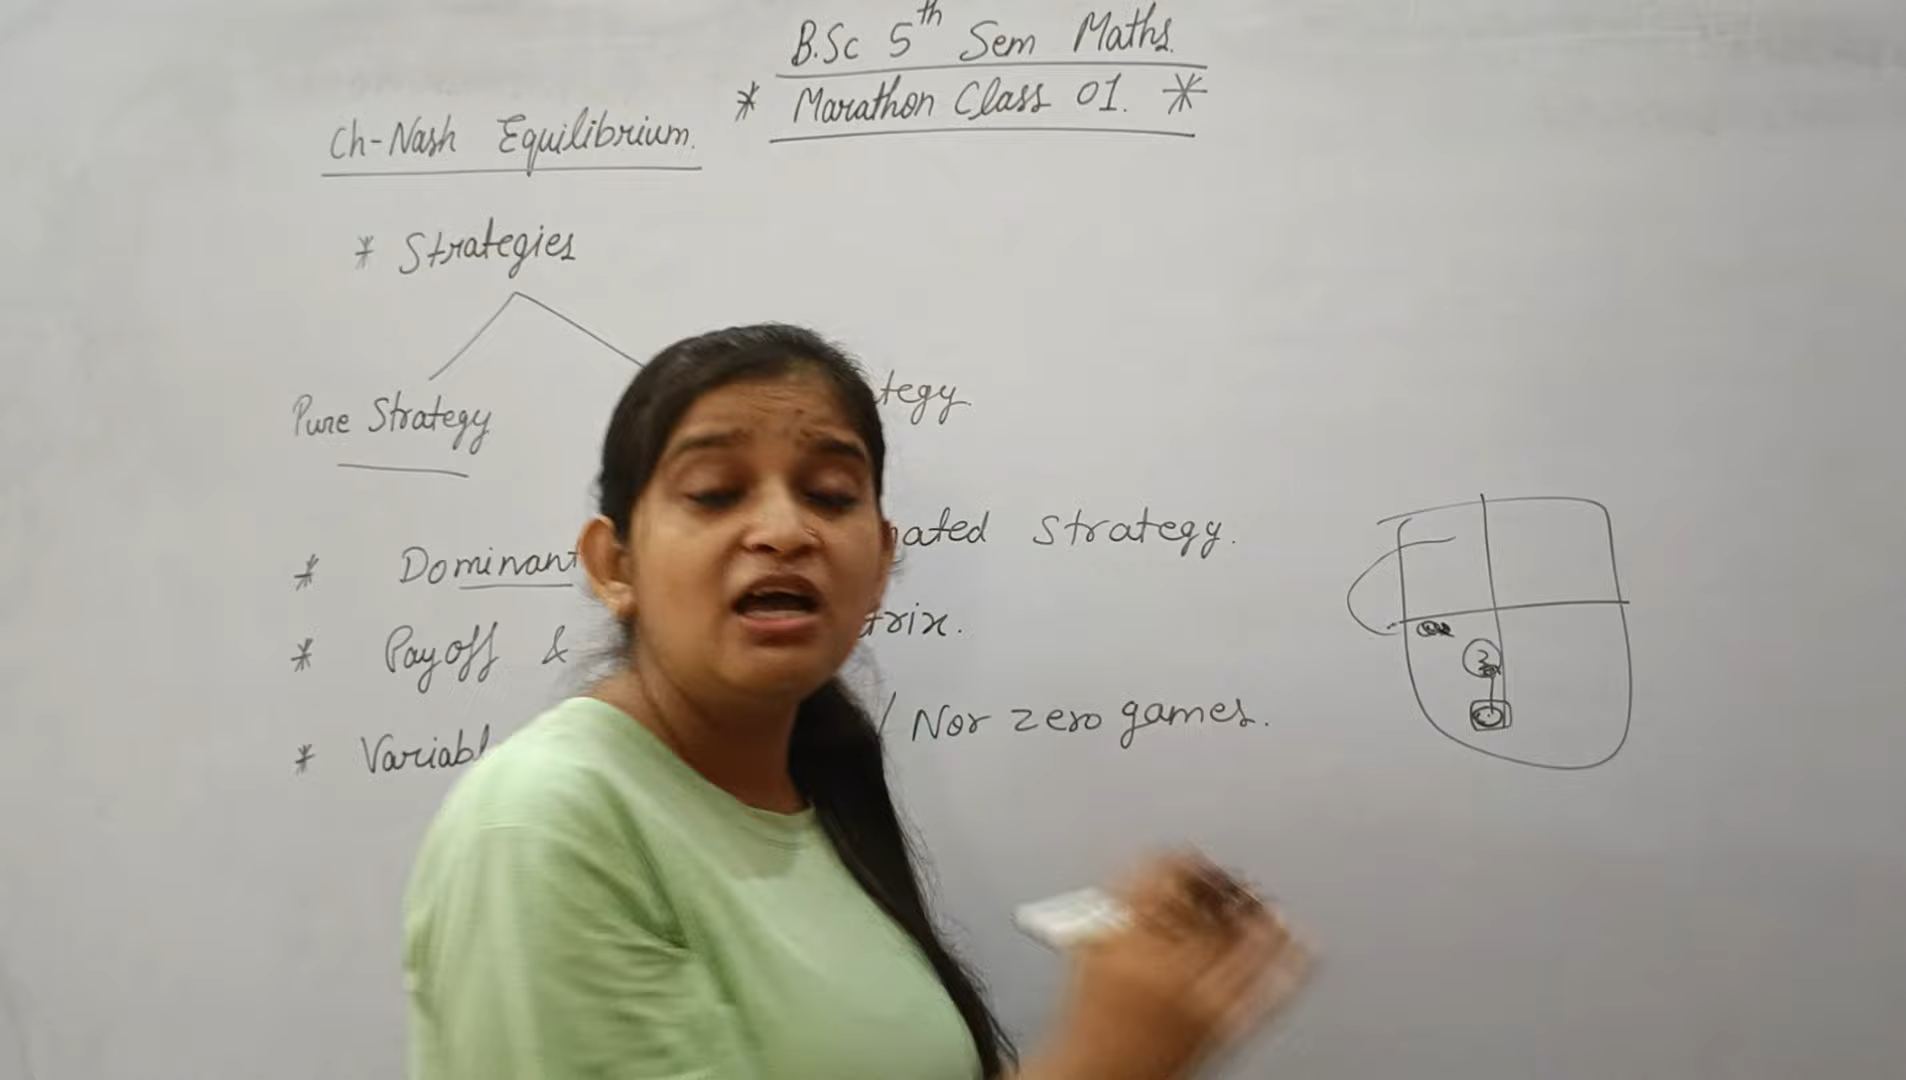 B.Sc 5th Sem Maths.
* Marathon Class 01. *
Ch-Nash Equilibrium.
* Strategies
Pure Strategy tegy.
* Dominant nated Strategy.
* Payoff & trix.
* Variabl / Nor zero games.
3